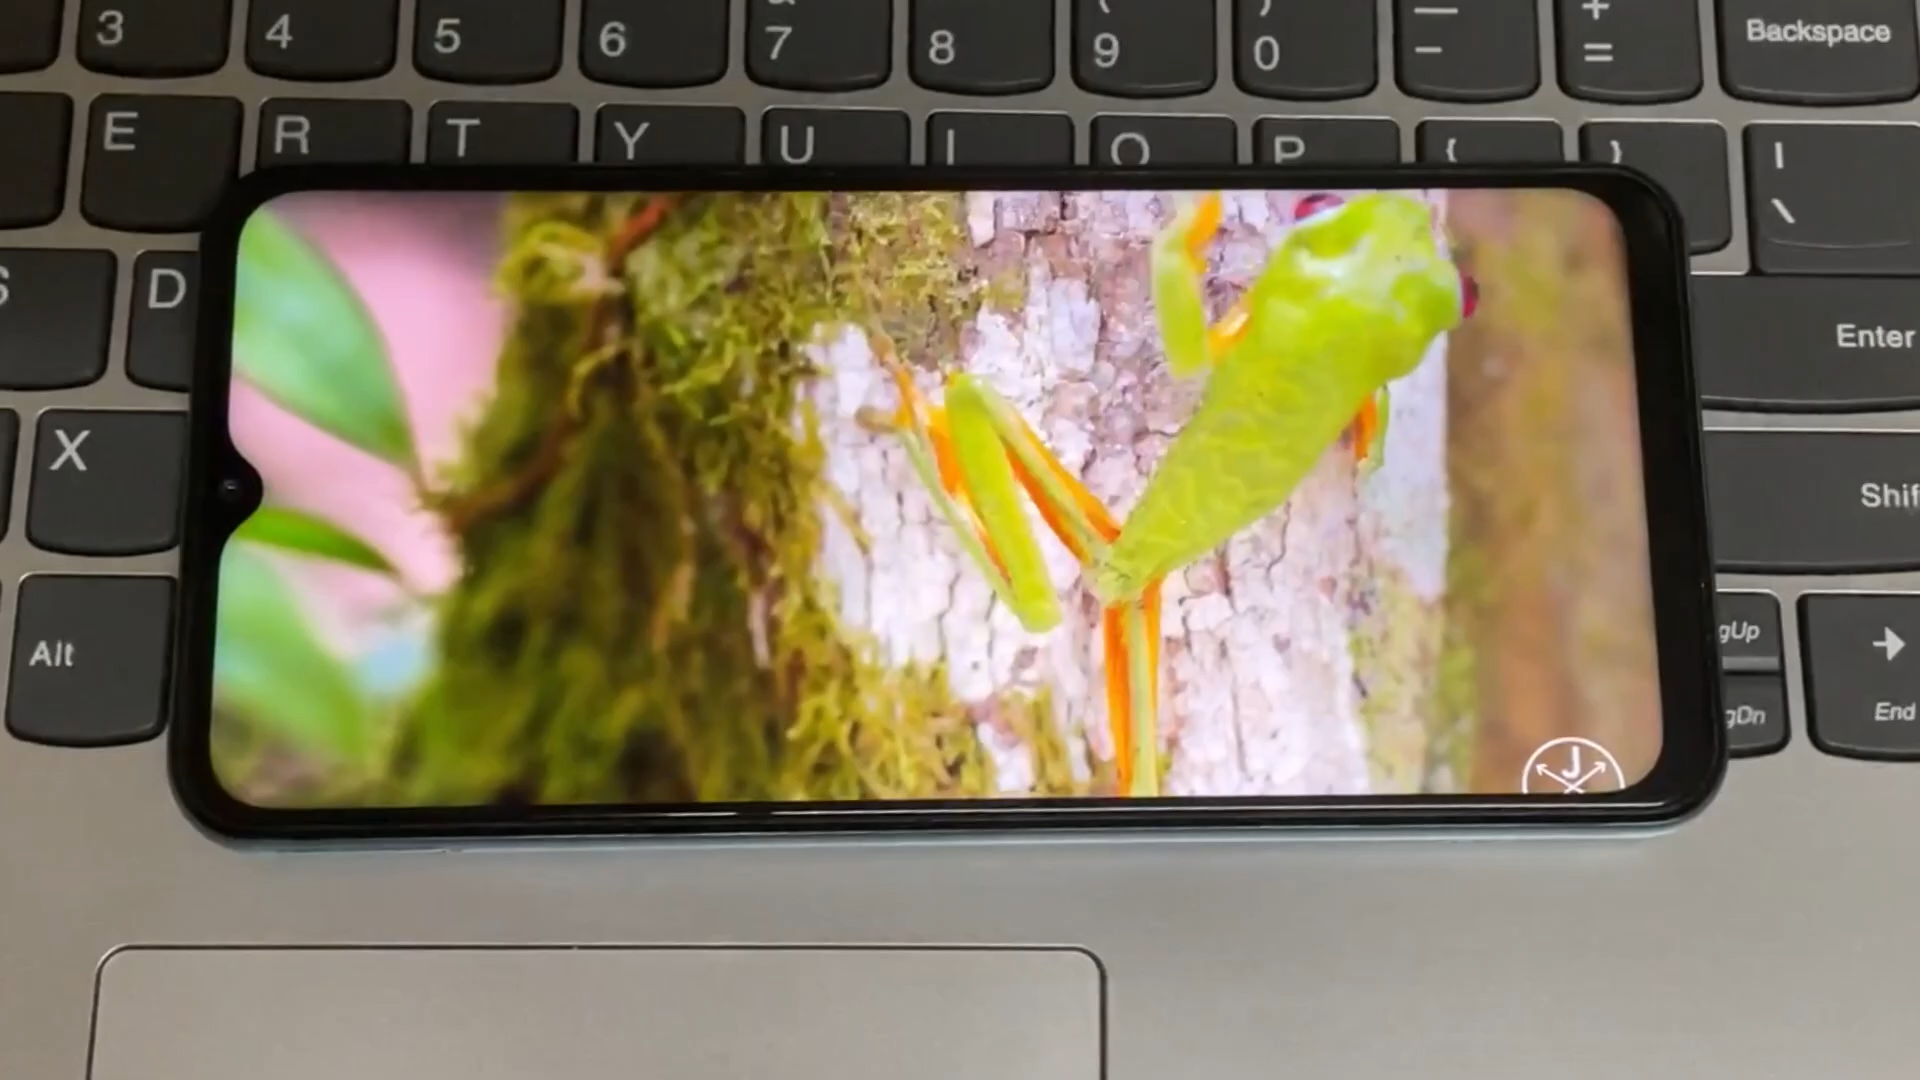 3 4 5 6 7 8 9 0 - = Backspace
E R T Y U I O P { } |
\
S D Enter
X Shif
Alt gUp
gDn End
J